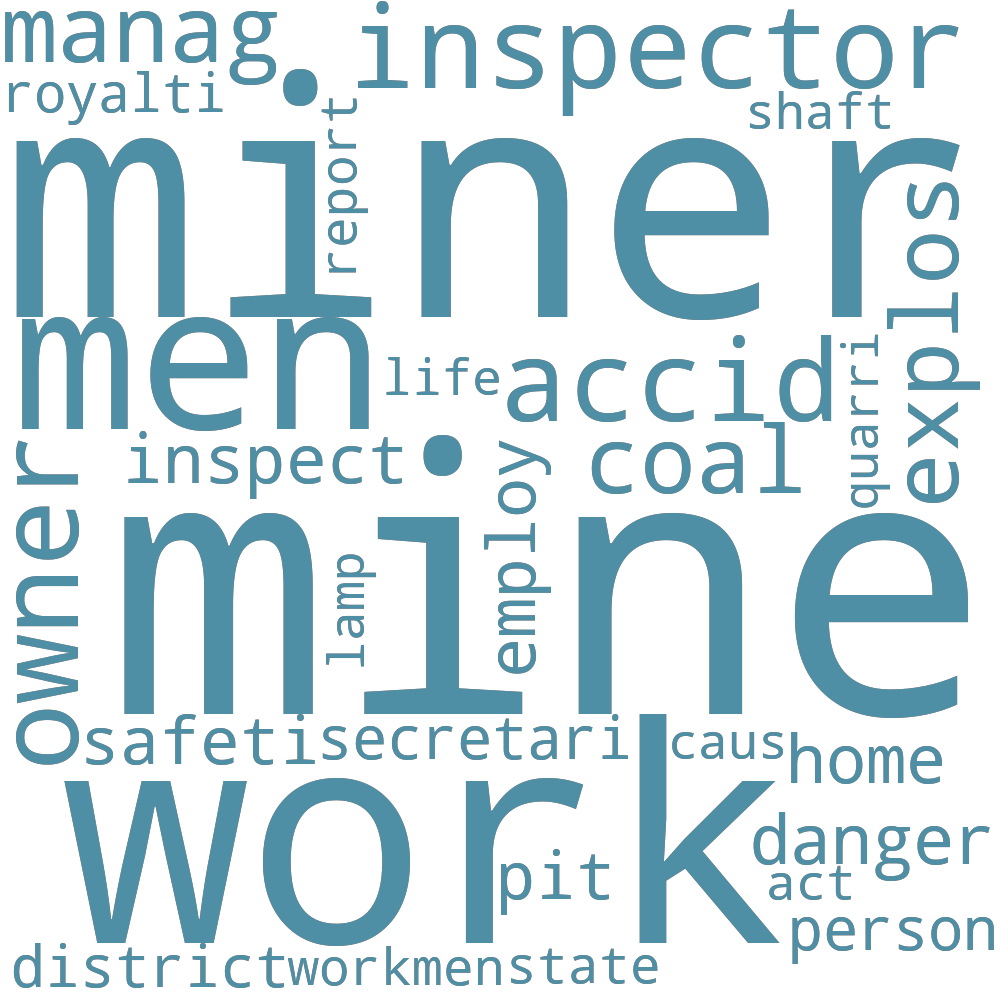 manag
inspector
royalti
report
shaft
miner
explos
men
life
accid
quarri
inspect
coal
owner
employ
lamp
mine
safeti
secretari
caus
home
work
pit
danger
act
person
district
workmen
state